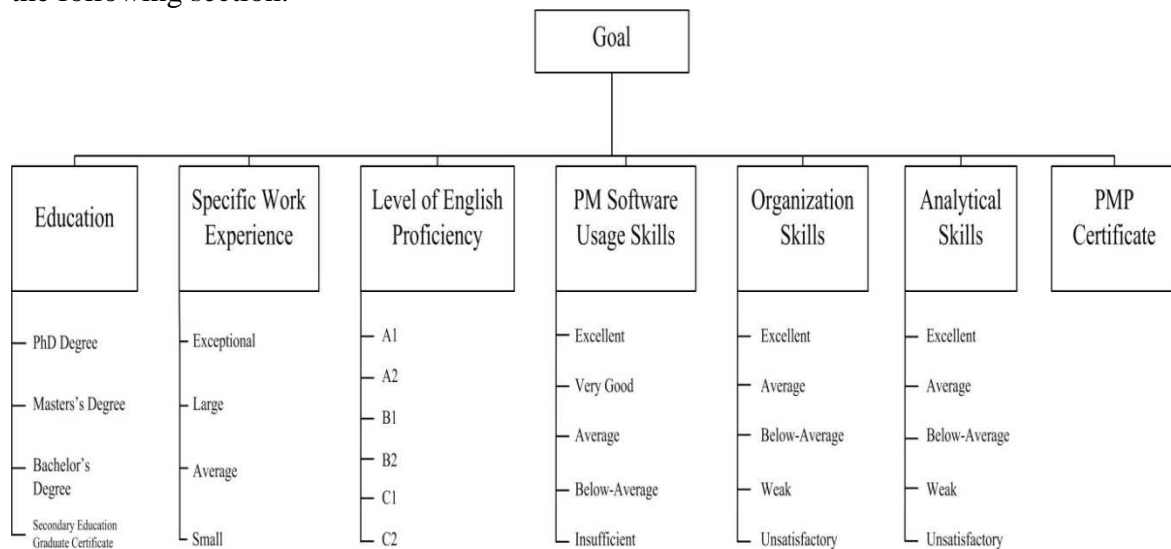 the following section.
Goal
Education
Specific Work
Experience
Level of English
Proficiency
PM Software
Usage Skills
Organization
Skills
Analytical
Skills
PMP
Certificate
PhD Degree
Masters's Degree
Bachelor's
Degree
Secondary Education
Graduate Certificate
Exceptional
Large
Average
Small
A1
A2
B1
B2
C1
C2
Excellent
Very Good
Average
Below-Average
Insufficient
Excellent
Average
Below-Average
Weak
Unsatisfactory
Excellent
Average
Below-Average
Weak
Unsatisfactory